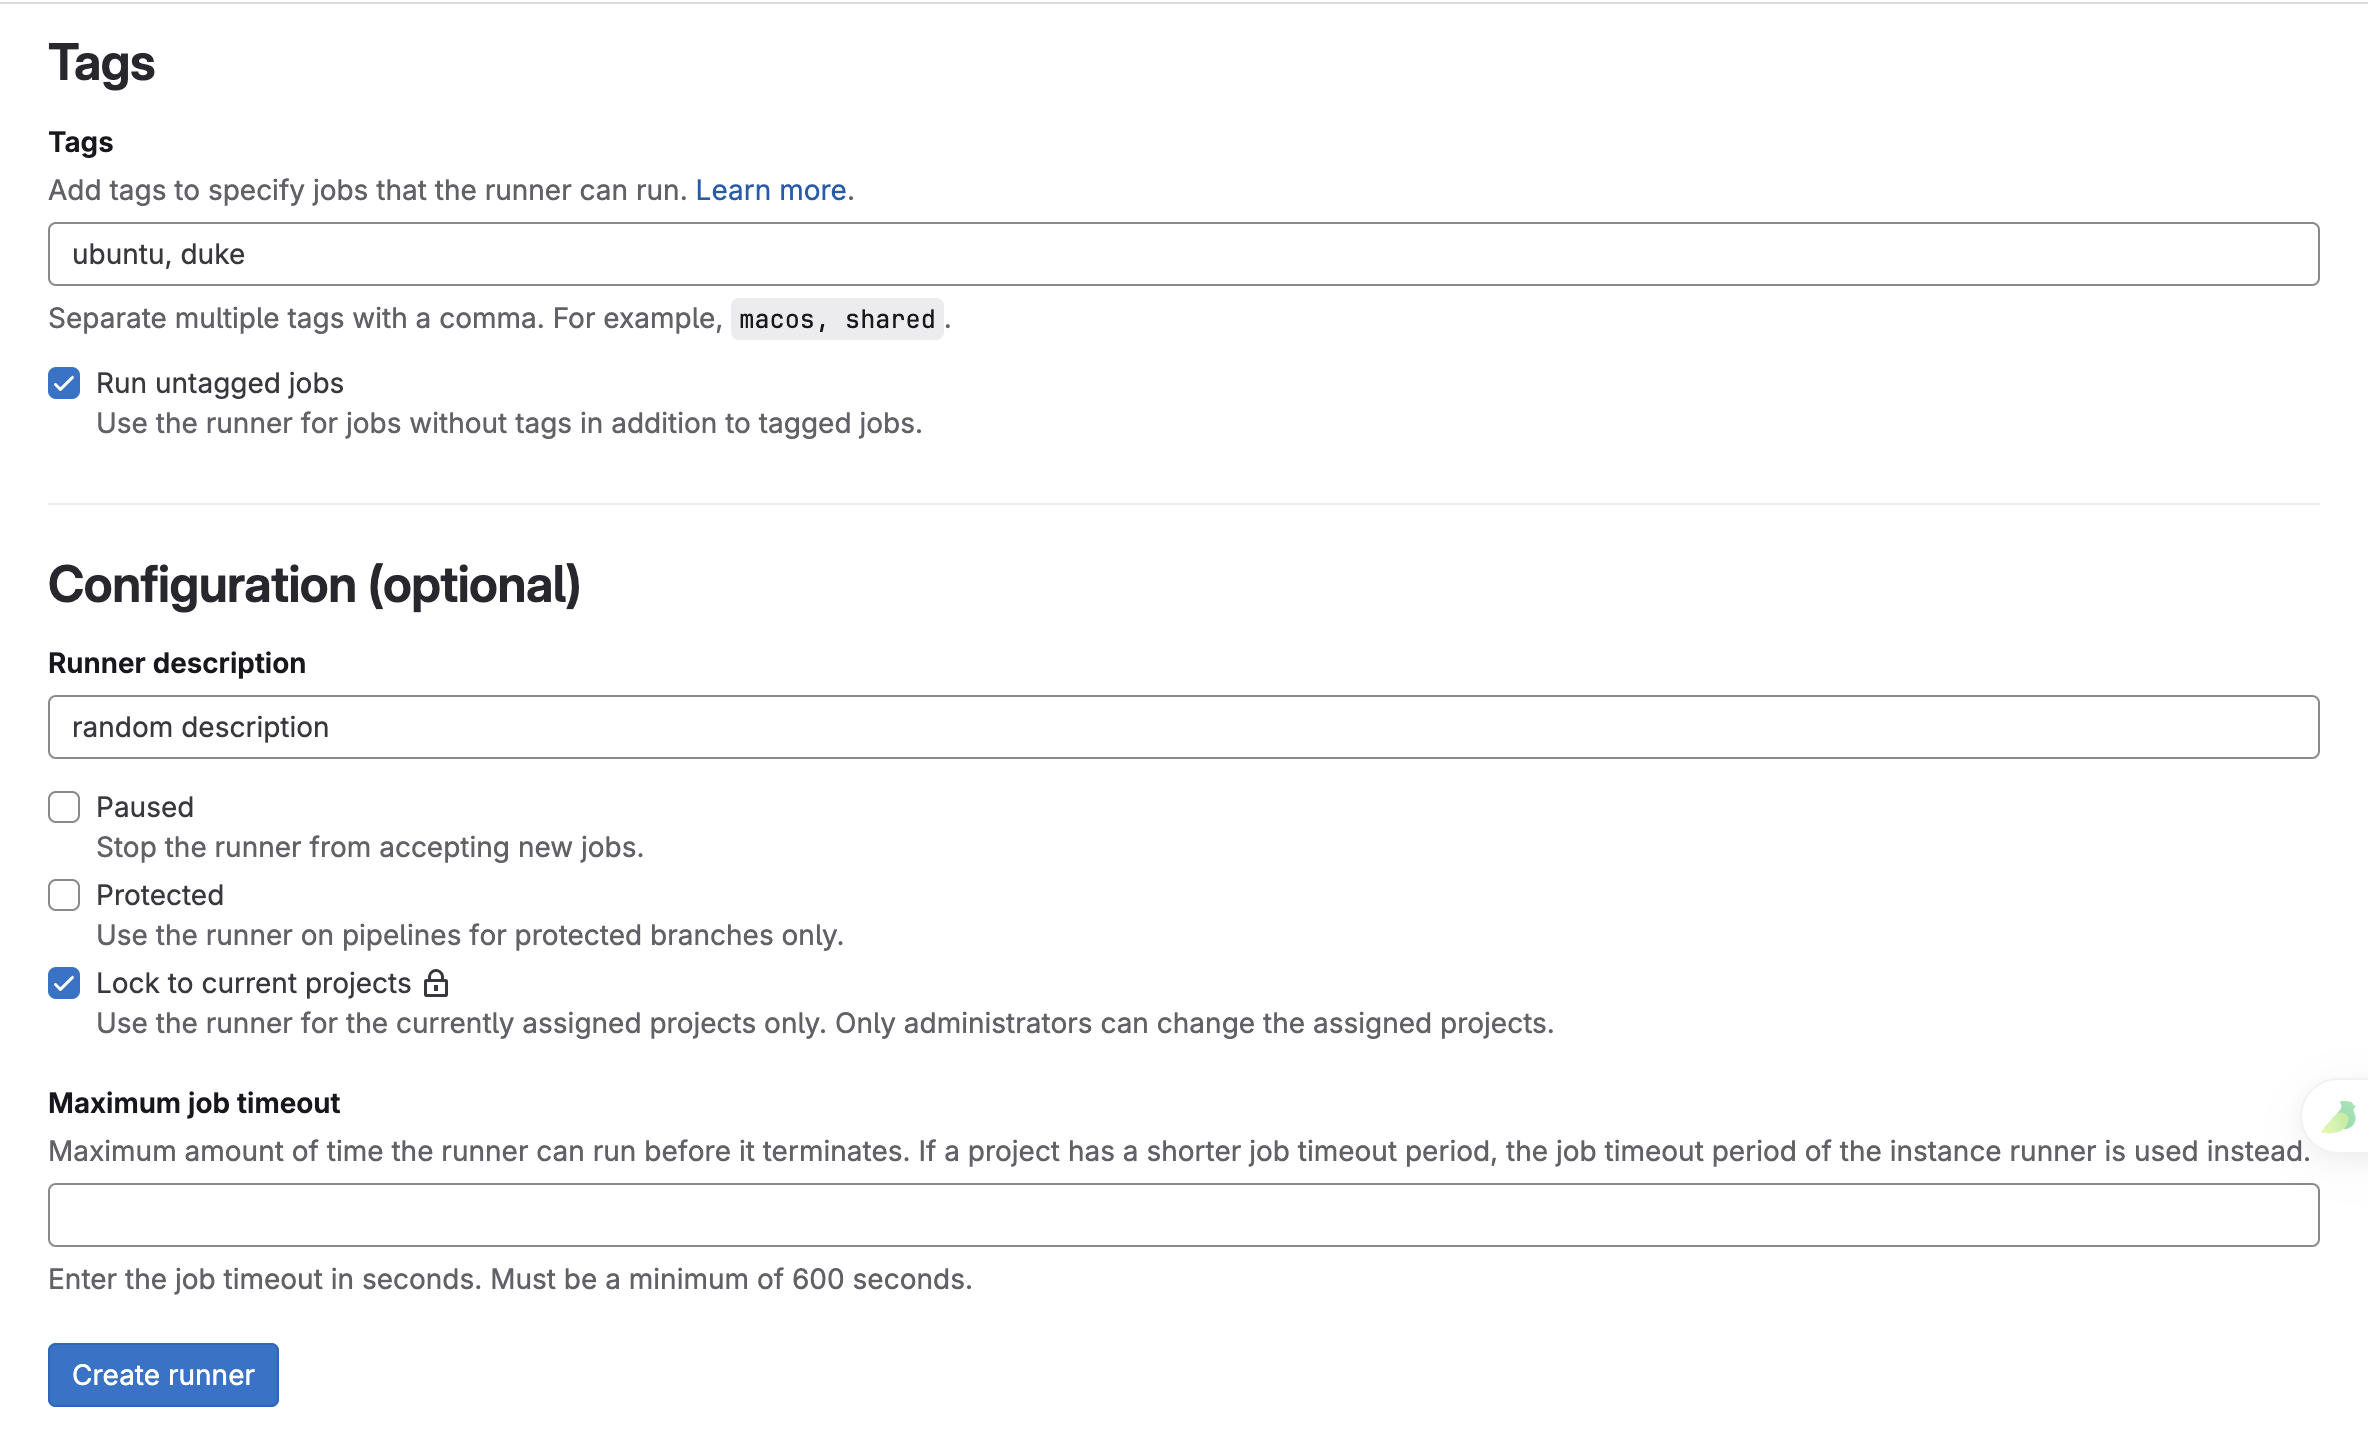 Tags
Tags
Add tags to specify jobs that the runner can run. Learn more.
ubuntu, duke
Separate multiple tags with a comma. For example, macos, shared.
Run untagged jobs
Use the runner for jobs without tags in addition to tagged jobs.
Configuration (optional)
Runner description
random description
Paused
Stop the runner from accepting new jobs.
Protected
Use the runner on pipelines for protected branches only.
Lock to current projects
Use the runner for the currently assigned projects only. Only administrators can change the assigned projects.
Maximum job timeout
Maximum amount of time the runner can run before it terminates. If a project has a shorter job timeout period, the job timeout period of the instance runner is used instead.
Enter the job timeout in seconds. Must be a minimum of 600 seconds.
Create runner